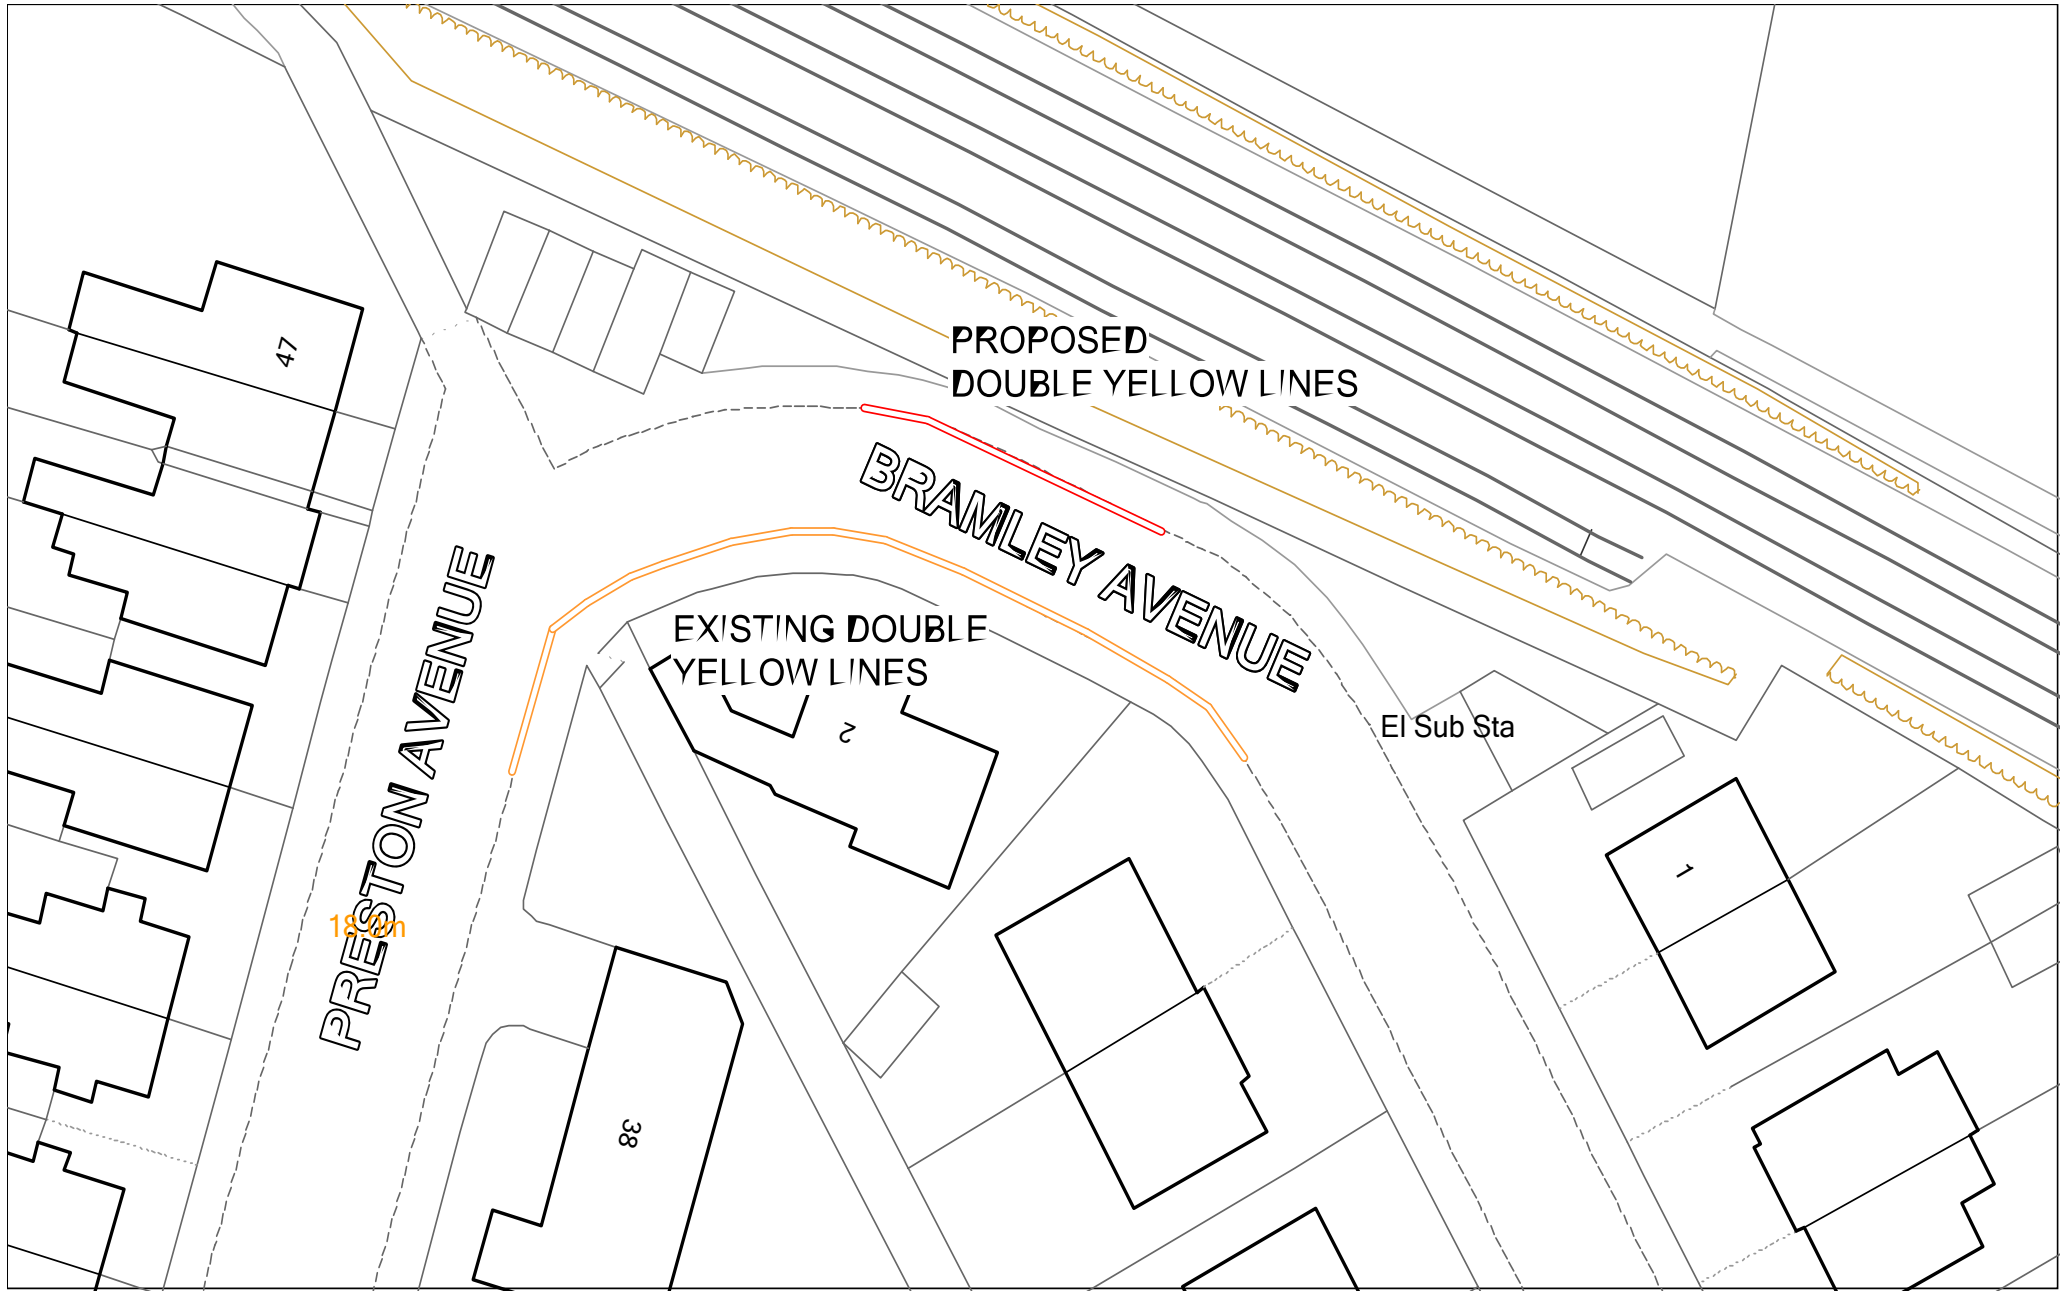 PROPOSED
DOUBLE YELLOW LINES
47
BRAMLEY AVENUE
EXISTING DOUBLE
YELLOW LINES
PRESTON AVENUE
2
El Sub Sta
1
18.0m
38